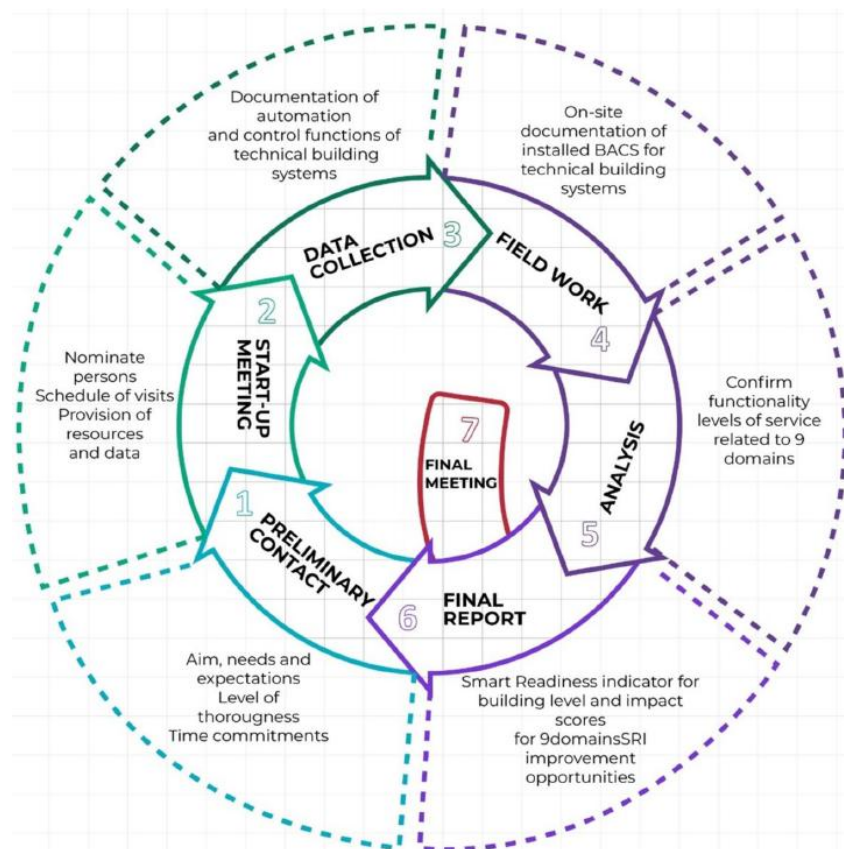 Documentation of
automation
and control functions of
technical building
systems
On-site
documentation of
installed BACS for
technical building
systems
DATA
COLLECTION
3
FIELD WORK
4
2
START-UP
MEETING
Nominate
persons
Schedule of visits
Provision of
resources
and data
Confirm
functionality
levels of service
related to 9
domains
7
FINAL
MEETING
ANALYSIS
5
1
PRELIMINARY
CONTACT
6
FINAL
REPORT
Aim, needs and
expectations
Level of
thorougness
Time commitments
Smart Readiness indicator for
building level and impact
scores
for 9domainsSRI
improvement
opportunities